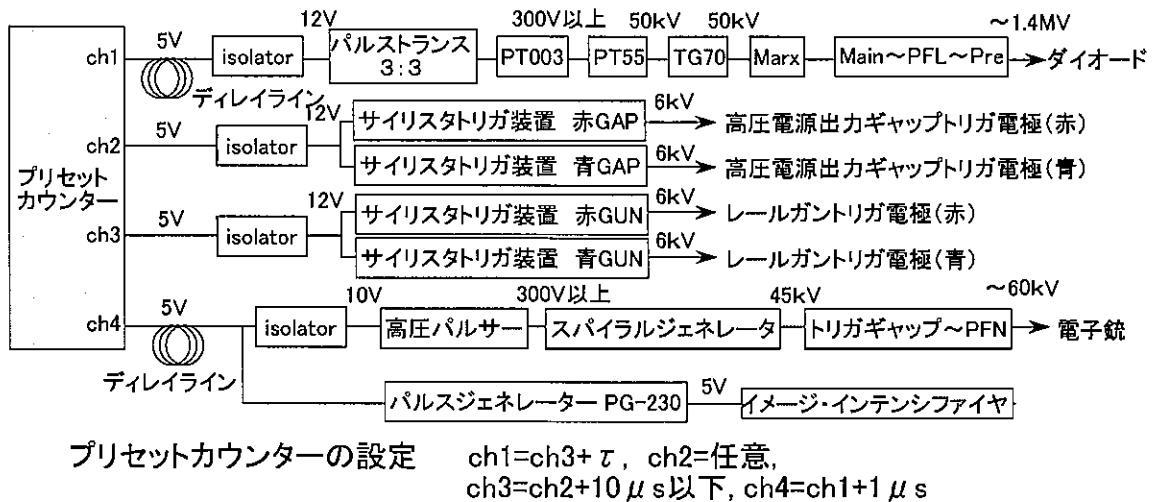 12V
300V以上
50kV
50kV
～1.4MV
ch1
5V
isolator
パルストランス
3:3
PT003
PT55
TG70
Marx
Main～PFL～Pre
ダイオード
ディレイライン
ch2
5V
isolator
12V
サイリスタトリガ装置 赤GAP
6kV
高圧電源出力ギャップトリガ電極(赤)
サイリスタトリガ装置 青GAP
6kV
高圧電源出力ギャップトリガ電極(青)
プリセット
カウンター
ch3
5V
isolator
12V
サイリスタトリガ装置 赤GUN
6kV
レールガントリガ電極(赤)
サイリスタトリガ装置 青GUN
6kV
レールガントリガ電極(青)
ch4
5V
isolator
10V
高圧パルサー
300V以上
スパイラルジェネレータ
45kV
トリガギャップ～PFN
～60kV
電子銃
ディレイライン
パルスジェネレーター PG-230
5V
イメージ・インテンシファイヤ
プリセットカウンターの設定 ch1=ch3+τ, ch2=任意,
ch3=ch2+10μs以下, ch4=ch1+1μs